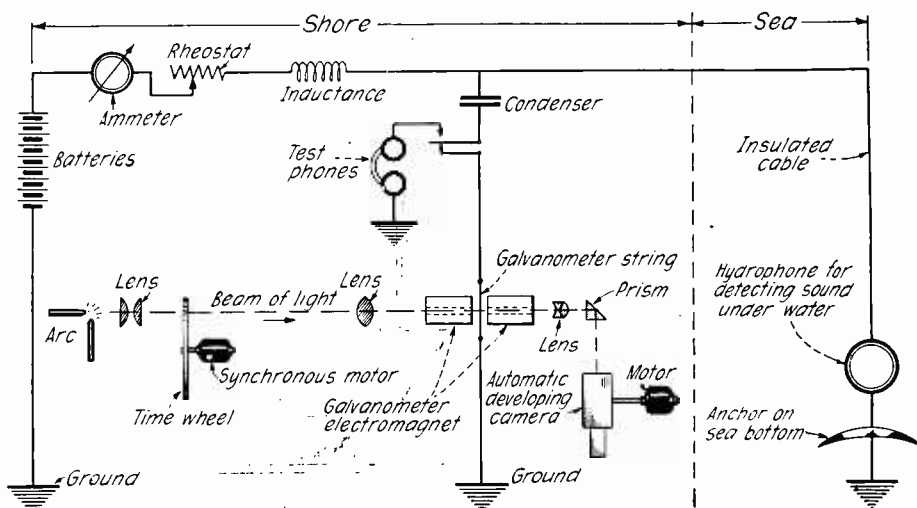 Shore
Sea
Rheostat
Ammeter
Inductance
Condenser
Batteries
Test
phones
Insulated
cable
Galvanometer string
Lens
Beam of light
Lens
Prism
Hydrophone for
detecting sound
under water
Arc
Lens
Synchronous motor
Time wheel
Galvanometer
electromagnet
Automatic
developing
camera
Motor
Anchor on
sea bottom
Ground
Ground